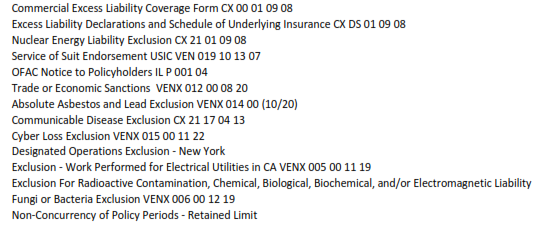 Commercial Excess Liability Coverage Form CX 00 01 09 08
Excess Liability Declarations and Schedule of Underlying Insurance CX DS 01 09 08
Nuclear Energy Liability Exclusion CX 21 01 09 08
Service of Suit Endorsement USIC VEN 019 10 13 07
OFAC Notice to Policyholders IL P 001 04
Trade or Economic Sanctions  VENX 012 00 08 20
Absolute Asbestos and Lead Exclusion VENX 014 00 (10/20)
Communicable Disease Exclusion CX 21 17 04 13
Cyber Loss Exclusion VENX 015 00 11 22
Designated Operations Exclusion - New York
Exclusion - Work Performed for Electrical Utilities in CA VENX 005 00 11 19
Exclusion For Radioactive Contamination, Chemical, Biological, Biochemical, and/or Electromagnetic Liability
Fungi or Bacteria Exclusion VENX 006 00 12 19
Non-Concurrency of Policy Periods - Retained Limit